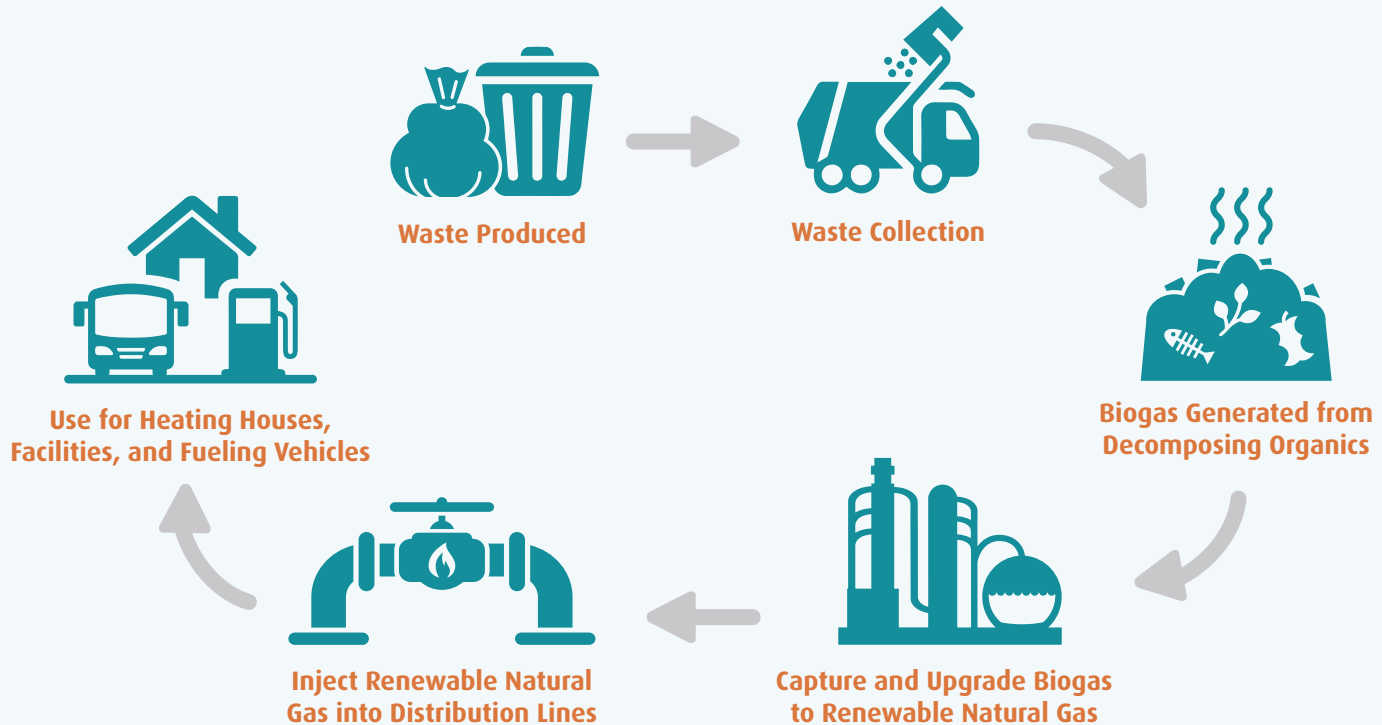 Waste Produced
Waste Collection
Biogas Generated from
Decomposing Organics
Capture and Upgrade Biogas
to Renewable Natural Gas
Inject Renewable Natural
Gas into Distribution Lines
Use for Heating Houses,
Facilities, and Fueling Vehicles